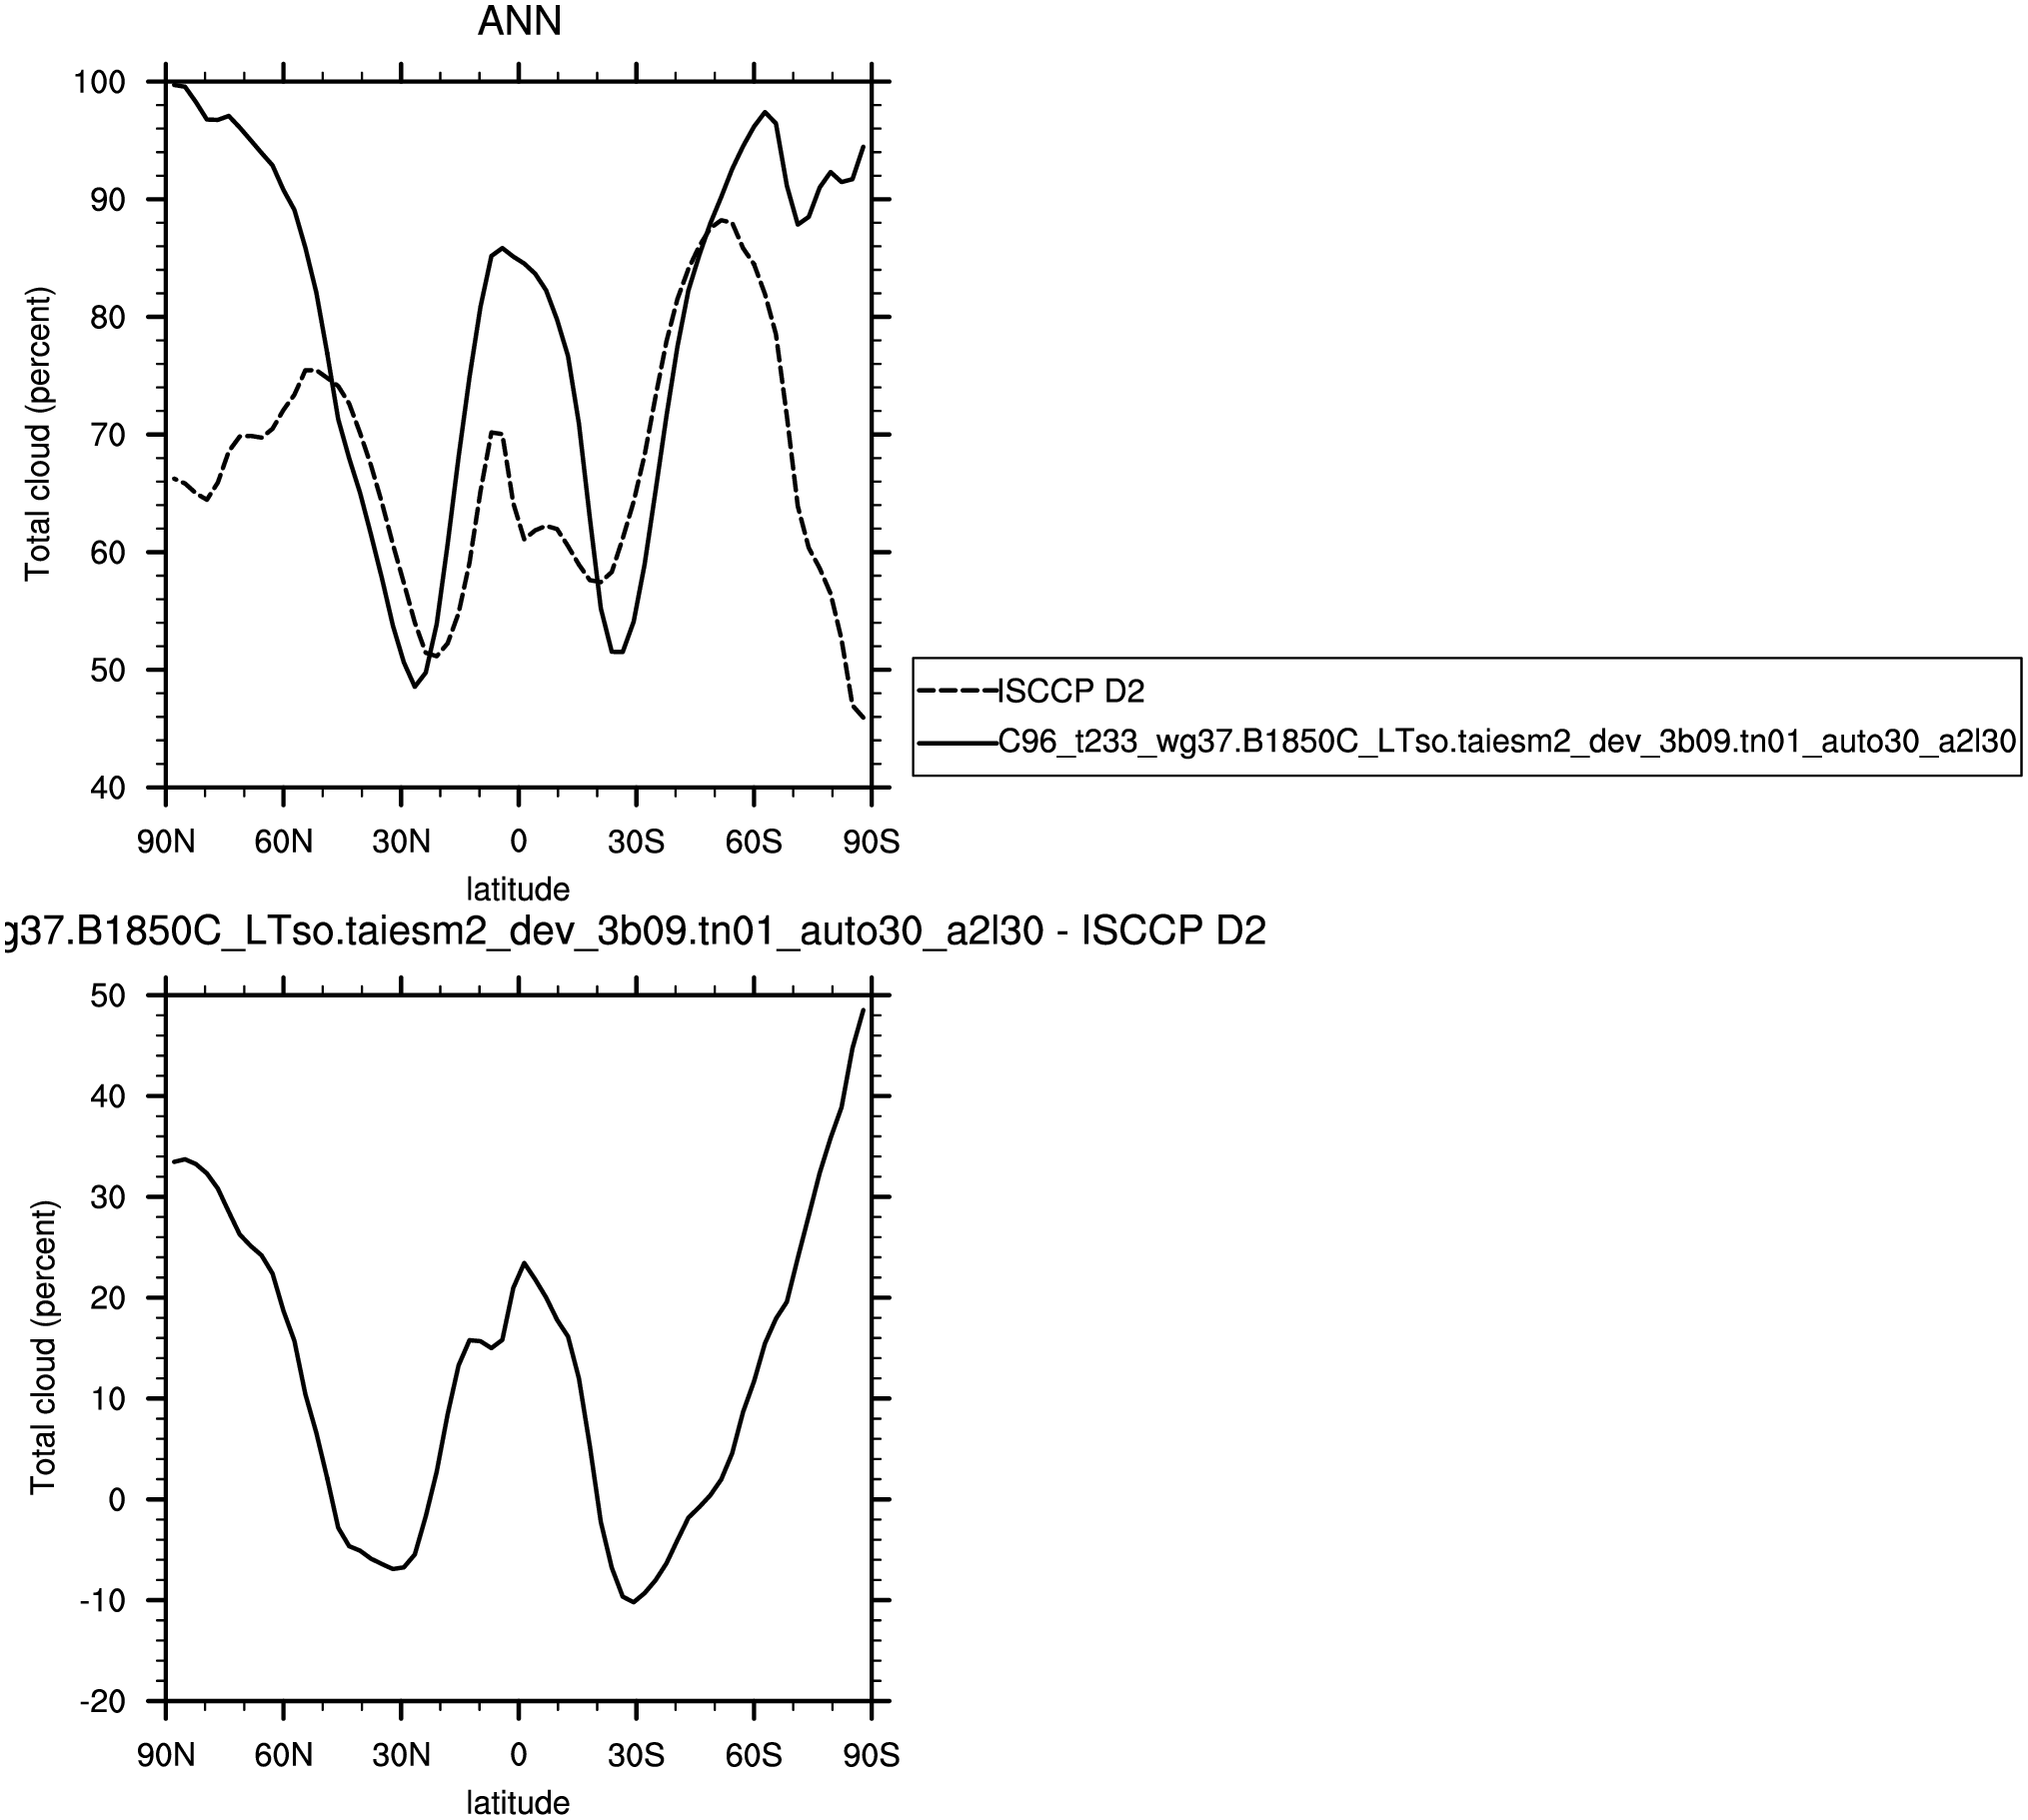 ANN
100
90
80
70
60
50
40
Total cloud (percent)
90N 60N 30N 0 30S 60S 90S
latitude
ISCCP D2
C96_t233_wg37.B1850C_LTso.taiesm2_dev_3b09.tn01_auto30_a2l30
g37.B1850C_LTso.taiesm2_dev_3b09.tn01_auto30_a2l30 - ISCCP D2
50
40
30
20
10
0
-10
-20
Total cloud (percent)
90N 60N 30N 0 30S 60S 90S
latitude